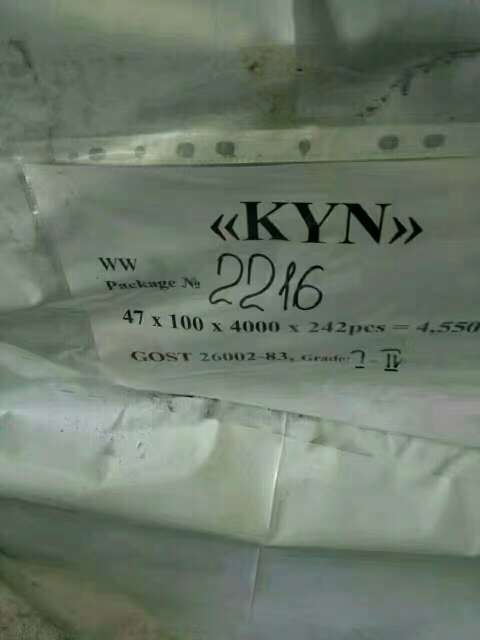 «KYN»
WW
Package № 2216
47 x 100 x 4000 x 242pcs = 4,550
GOST 26002-83, Grade: I-IV